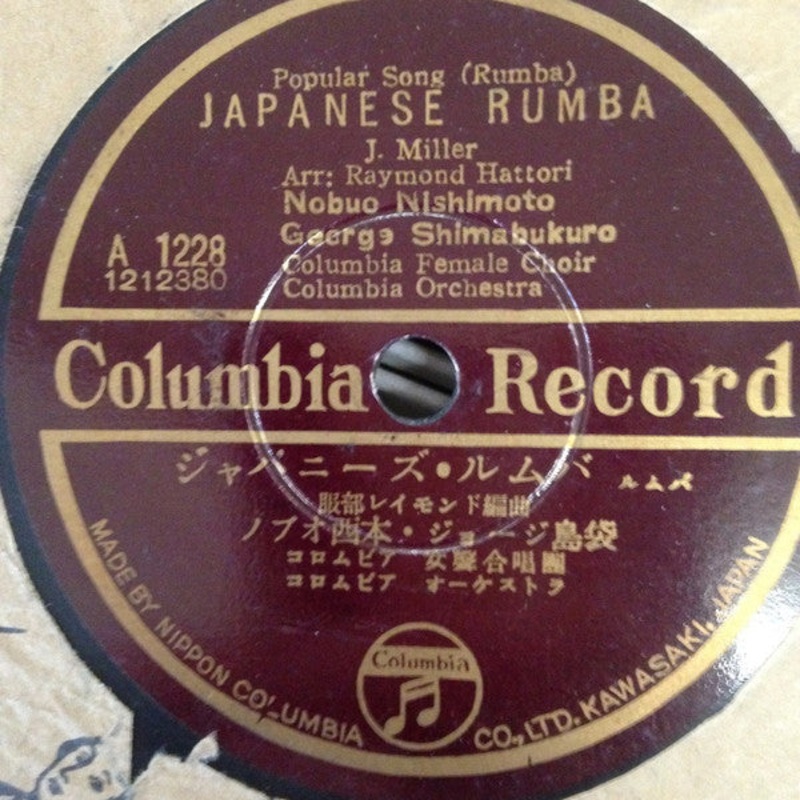 Popular Song (Rumba)
JAPANESE RUMBA
J. Miller
Arr: Raymond Hattori
Nobuo Nishimoto
George Shimabukuro
Columbia Female Choir
Columbia Orchestra
A 1228
1212380
Columbia Record
ジャパニーズ・ルムバ ルムバ
服部レイモンド編曲
ノブオ西本・ジョージ島袋
コロムビア 女聲合唱團
コロムビア オーケストラ
Columbia
MADE BY NIPPON COLUMBIA CO., LTD. KAWASAKI, JAPAN